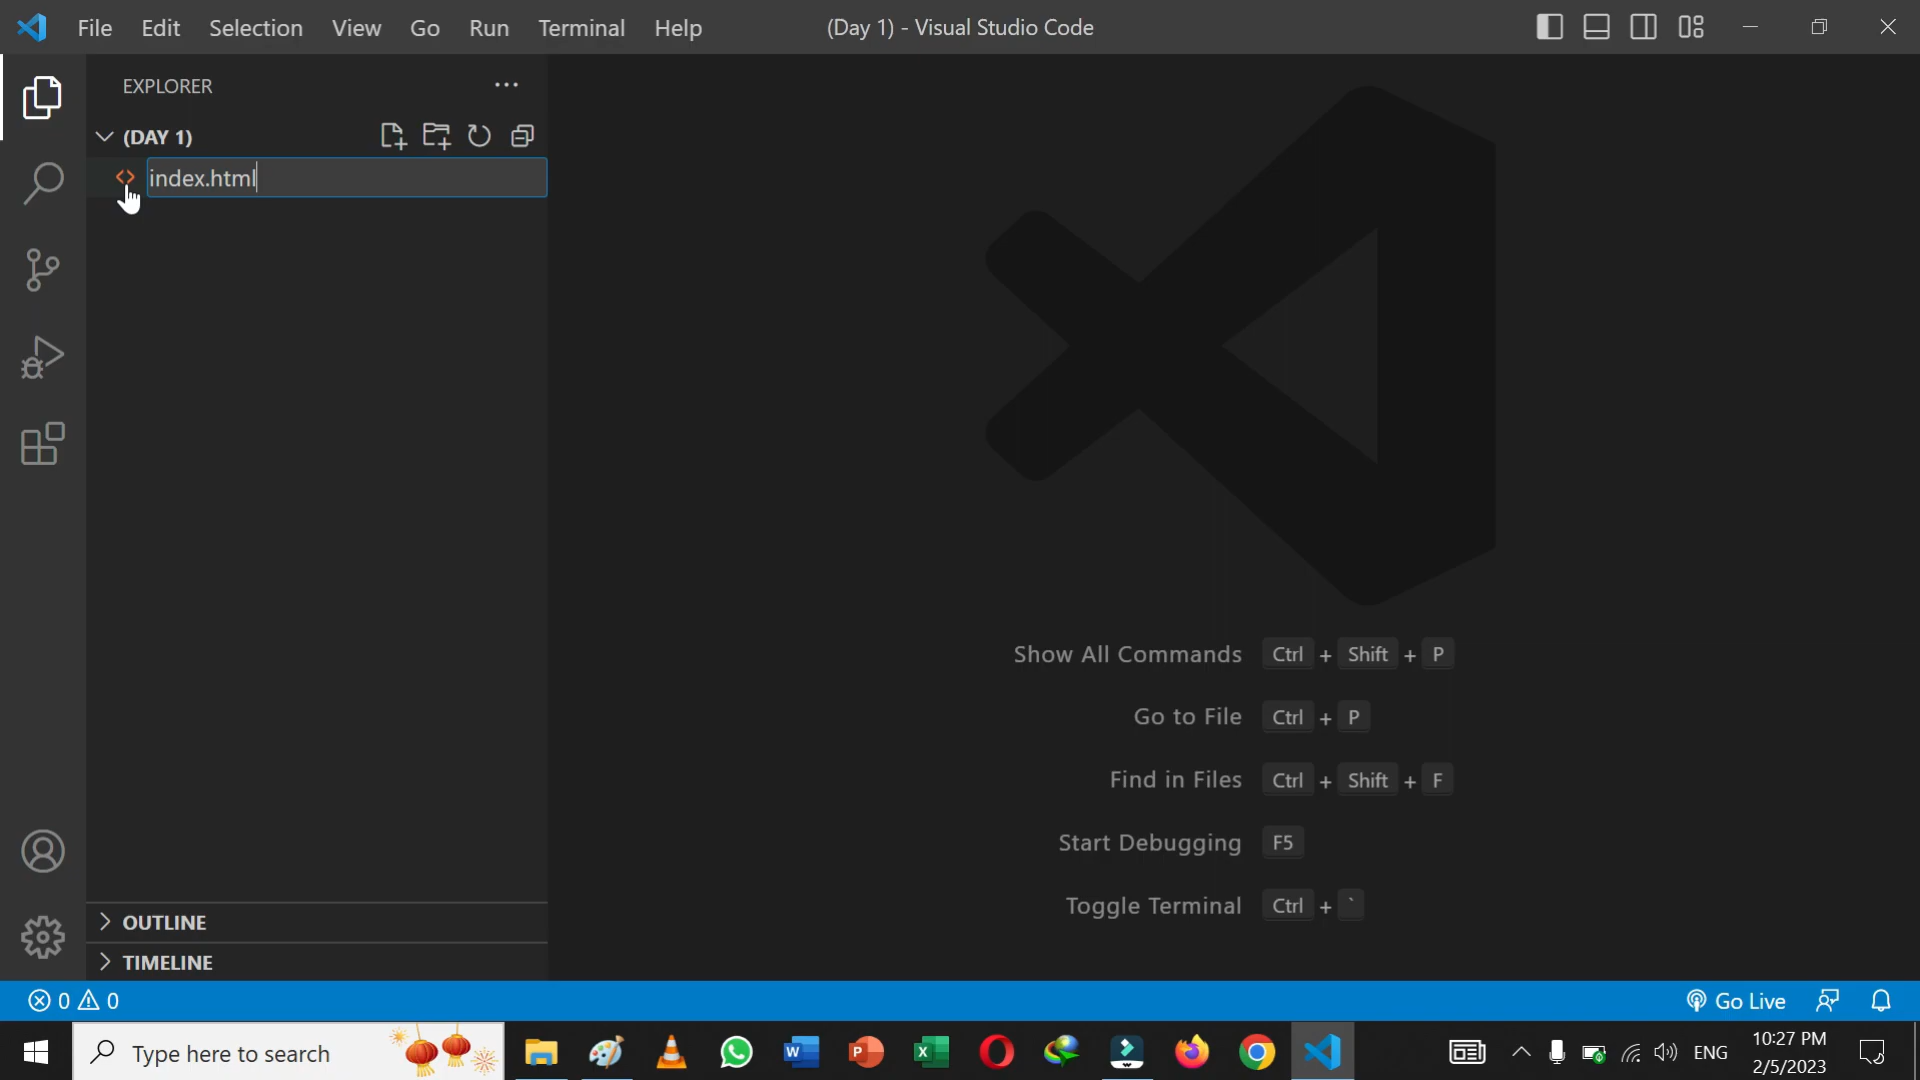 File Edit Selection View Go Run Terminal Help (Day 1) - Visual Studio Code
EXPLORER ...
(DAY 1)
index.html
Show All Commands Ctrl + Shift + P
Go to File Ctrl + P
Find in Files Ctrl + Shift + F
Start Debugging F5
Toggle Terminal Ctrl + `
OUTLINE
TIMELINE
0 0 Go Live
Type here to search W P X ENG 10:27 PM
2/5/2023